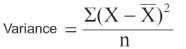 Variance = Σ(X − X̅)² / n